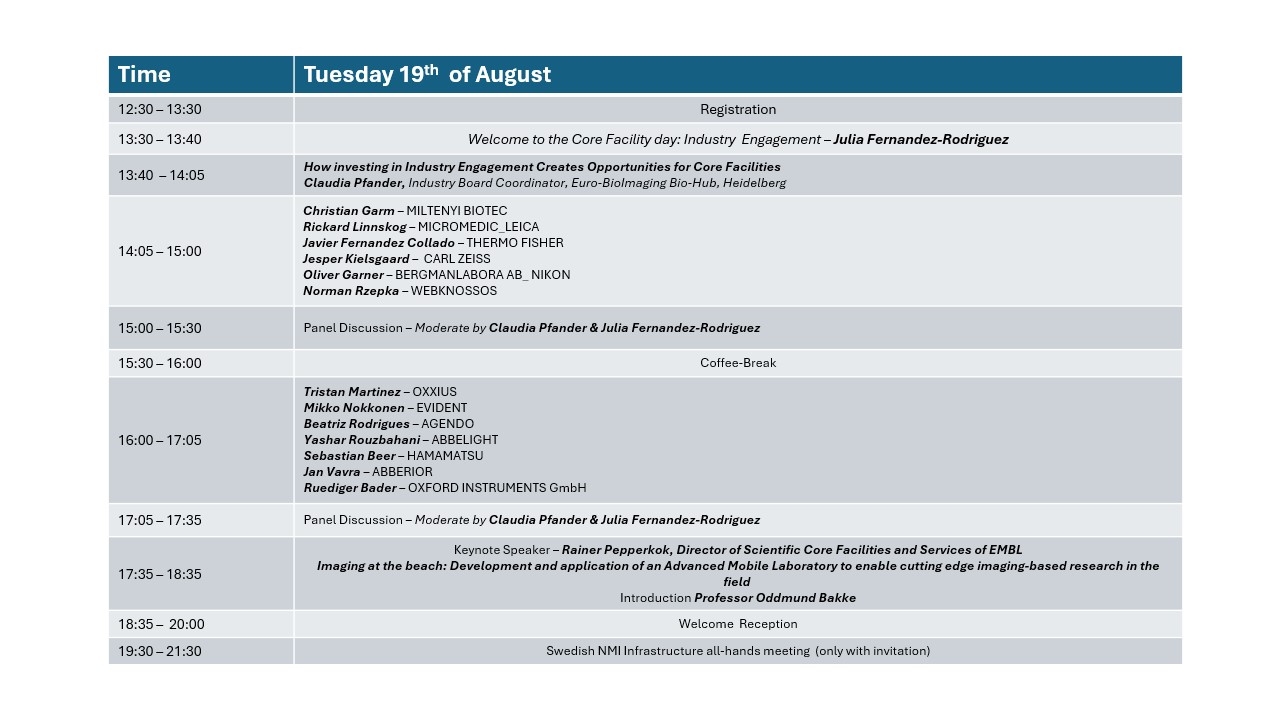 Time
Tuesday 19th of August
12:30 – 13:30
Registration
13:30 – 13:40
Welcome to the Core Facility day: Industry Engagement – Julia Fernandez-Rodriguez
13:40 – 14:05
How investing in Industry Engagement Creates Opportunities for Core Facilities
Claudia Pfander, Industry Board Coordinator, Euro-BioImaging Bio-Hub, Heidelberg
14:05 – 15:00
Christian Garm – MILTENYI BIOTEC
Rickard Linnskog – MICROMEDIC_LEICA
Javier Fernandez Collado – THERMO FISHER
Jesper Kielsgaard – CARL ZEISS
Oliver Garner – BERGMANLABORA AB_ NIKON
Norman Rzepka – WEBKNOSSOS
15:00 – 15:30
Panel Discussion – Moderate by Claudia Pfander & Julia Fernandez-Rodriguez
15:30 – 16:00
Coffee-Break
16:00 – 17:05
Tristan Martinez – OXXIUS
Mikko Nokkonen – EVIDENT
Beatriz Rodrigues – AGENDO
Yashar Rouzbahani – ABBELIGHT
Sebastian Beer – HAMAMATSU
Jan Vavra – ABBERIOR
Ruediger Bader – OXFORD INSTRUMENTS GmbH
17:05 – 17:35
Panel Discussion – Moderate by Claudia Pfander & Julia Fernandez-Rodriguez
17:35 – 18:35
Keynote Speaker – Rainer Pepperkok, Director of Scientific Core Facilities and Services of EMBL
Imaging at the beach: Development and application of an Advanced Mobile Laboratory to enable cutting edge imaging-based research in the
field
Introduction Professor Oddmund Bakke
18:35 – 20:00
Welcome Reception
19:30 – 21:30
Swedish NMI Infrastructure all-hands meeting (only with invitation)